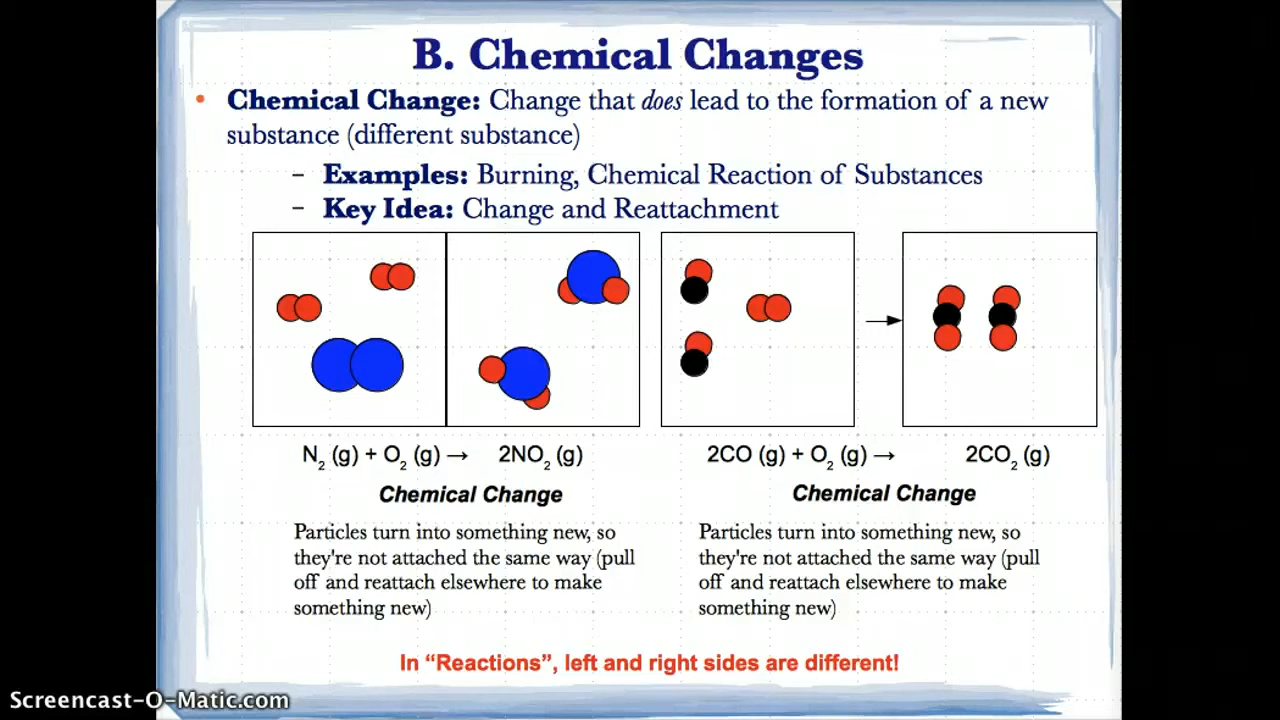 B. Chemical Changes
• Chemical Change: Change that does lead to the formation of a new
substance (different substance)
– Examples: Burning, Chemical Reaction of Substances
– Key Idea: Change and Reattachment
N₂ (g) + O₂ (g) → 2NO₂ (g)
2CO (g) + O₂ (g) → 2CO₂ (g)
Chemical Change
Chemical Change
Particles turn into something new, so
they're not attached the same way (pull
off and reattach elsewhere to make
something new)
Particles turn into something new, so
they're not attached the same way (pull
off and reattach elsewhere to make
something new)
In “Reactions”, left and right sides are different!
Screencast-O-Matic.com